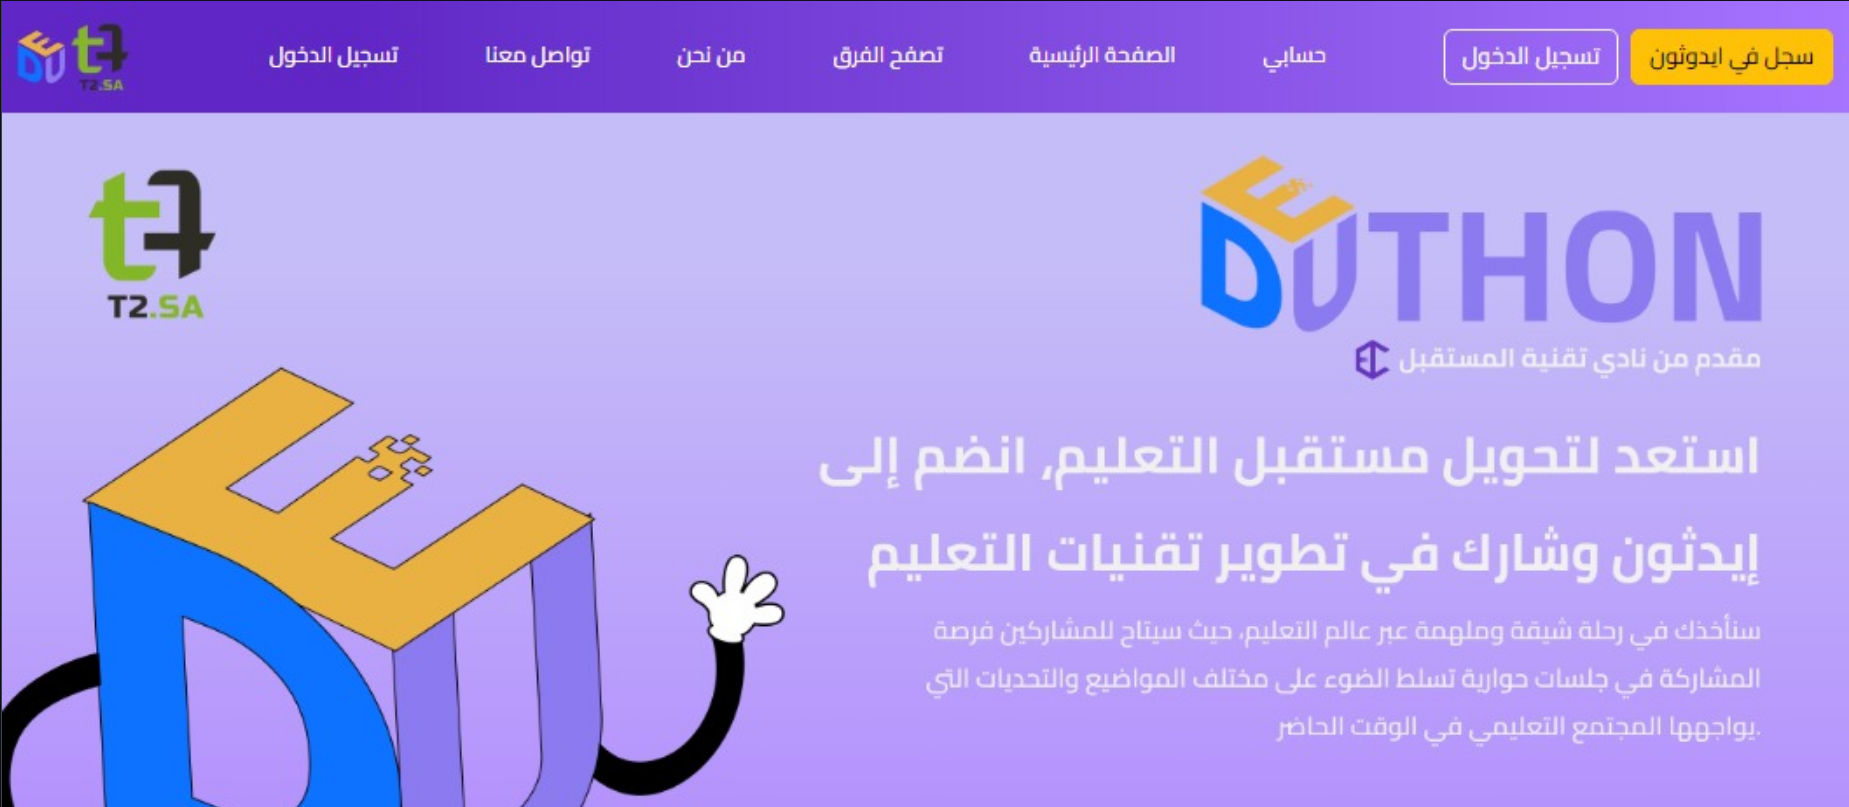 سجل في ايدوثون
تسجيل الدخول
حسابي
الصفحة الرئيسية
تصفح الفرق
من نحن
تواصل معنا
تسجيل الدخول
EDU
T2.SA
EDUTHON
T2.SA
مقدم من نادي تقنية المستقبل
استعد لتحويل مستقبل التعليم، انضم إلى
إيدثون وشارك في تطوير تقنيات التعليم
سنأخذك في رحلة شيقة وملهمة عبر عالم التعليم، حيث سيتاح للمشاركين فرصة
المشاركة في جلسات حوارية تسلط الضوء على مختلف المواضيع والتحديات التي
يواجهها المجتمع التعليمي في الوقت الحاضر.
EDU